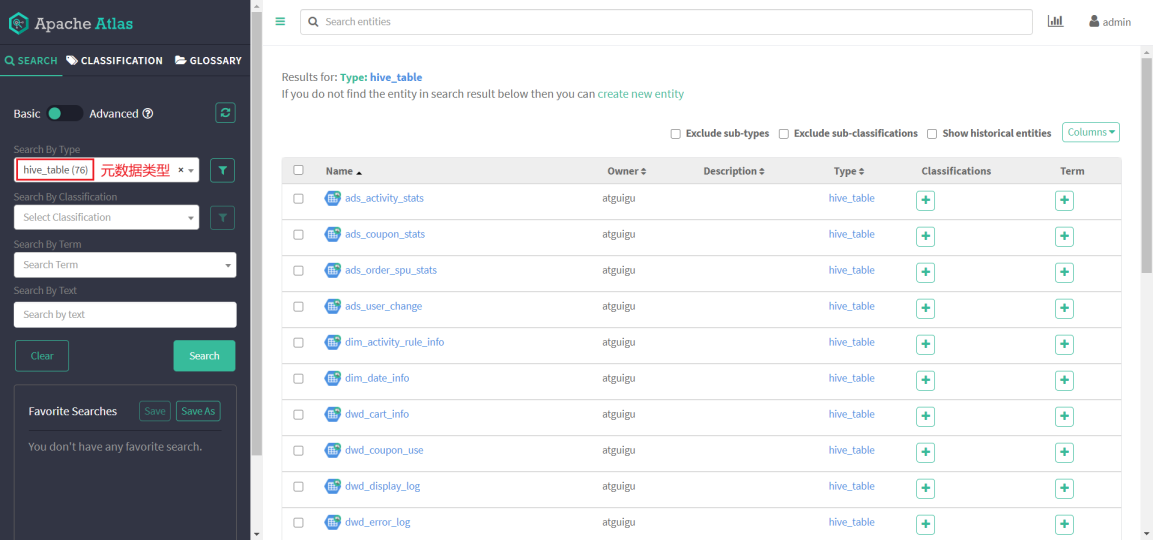 Apache Atlas
SEARCH CLASSIFICATION GLOSSARY
Basic Advanced
Search By Type
hive_table (76) 元数据类型 ×
Search By Classification
Select Classification
Search By Term
Search Term
Search By Text
Search by text
Clear Search
Favorite Searches Save Save As
You don't have any favorite search.
Search entities
admin
Results for: Type: hive_table
If you do not find the entity in search result below then you can create new entity
Exclude sub-types Exclude sub-classifications Show historical entities Columns
Name Owner Description Type Classifications Term
ads_activity_stats atguigu hive_table
ads_coupon_stats atguigu hive_table
ads_order_spu_stats atguigu hive_table
ads_user_change atguigu hive_table
dim_activity_rule_info atguigu hive_table
dim_date_info atguigu hive_table
dwd_cart_info atguigu hive_table
dwd_coupon_use atguigu hive_table
dwd_display_log atguigu hive_table
dwd_error_log atguigu hive_table